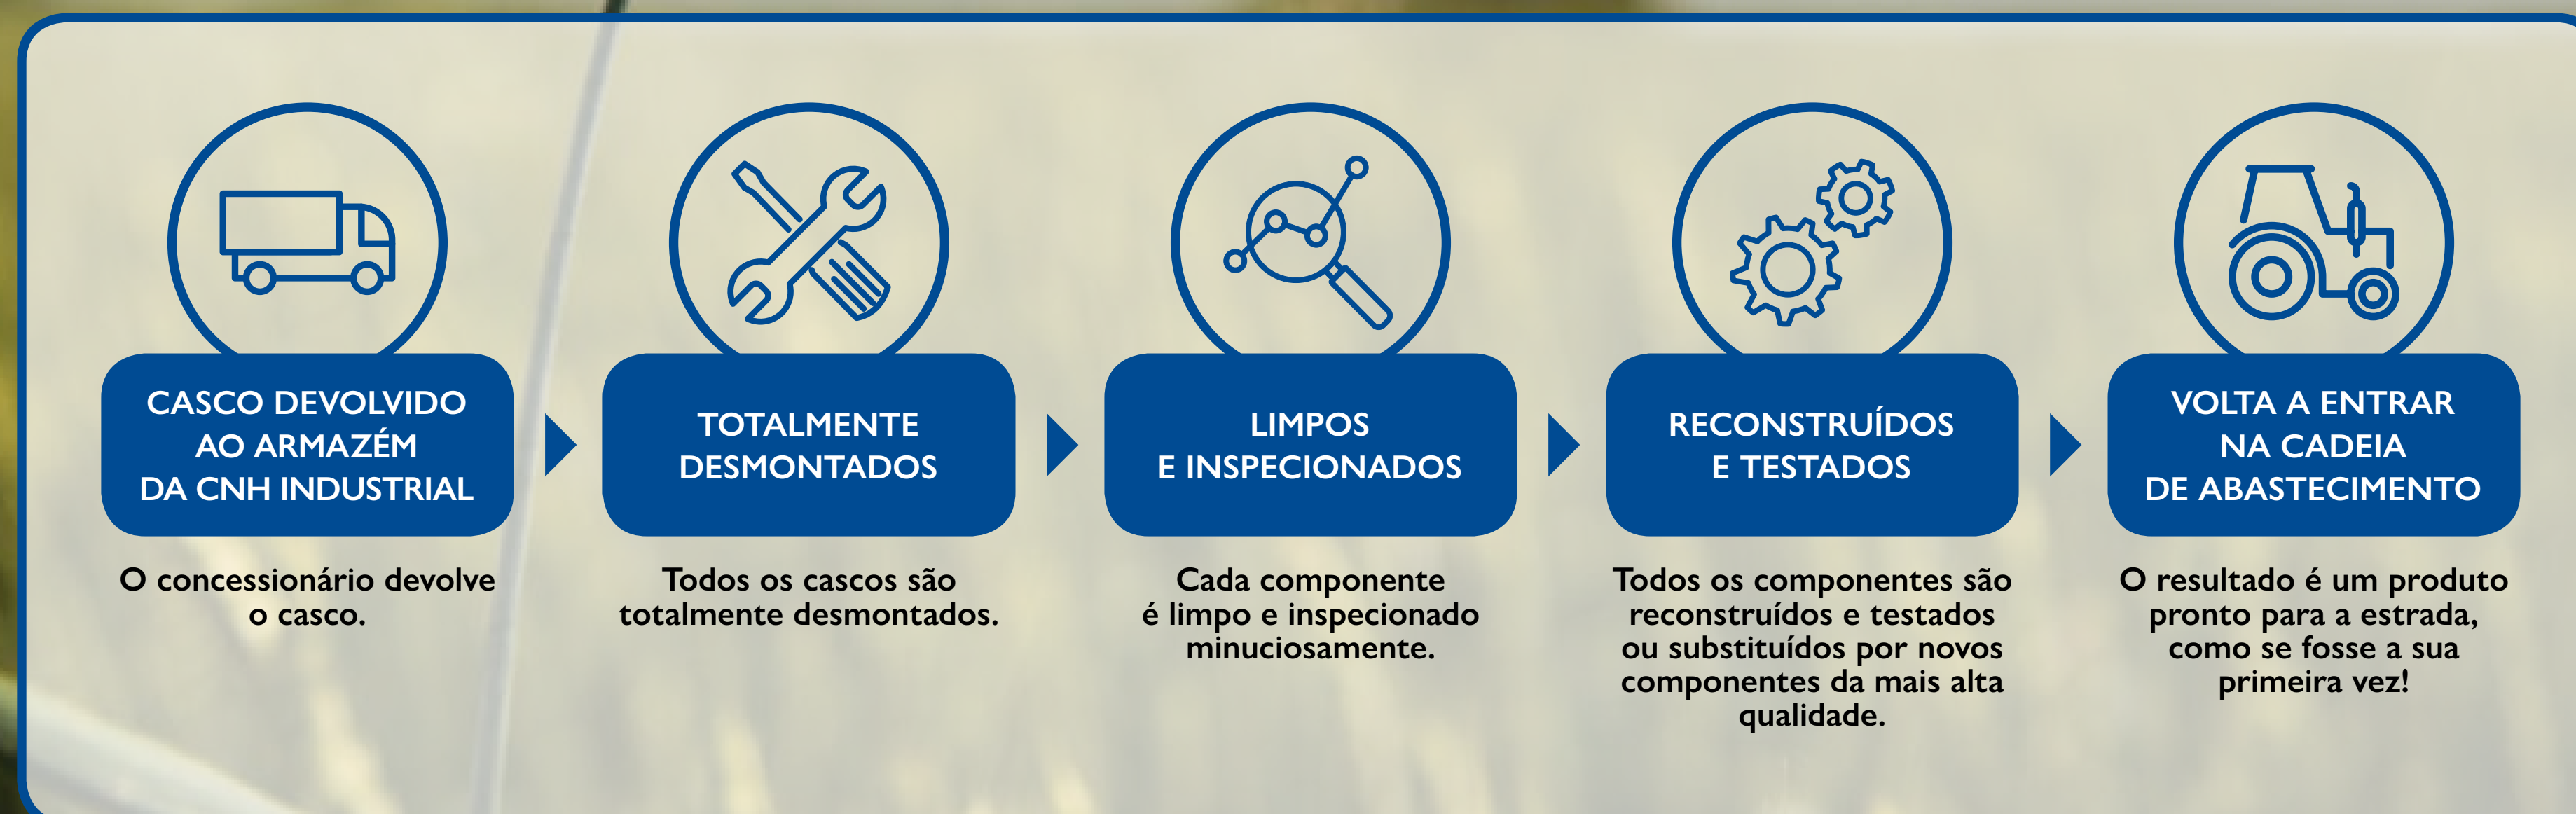 CASCO DEVOLVIDO
AO ARMAZÉM
DA CNH INDUSTRIAL
O concessionário devolve
o casco.
TOTALMENTE
DESMONTADOS
Todos os cascos são
totalmente desmontados.
LIMPOS
E INSPECIONADOS
Cada componente
é limpo e inspecionado
minuciosamente.
RECONSTRUÍDOS
E TESTADOS
Todos os componentes são
reconstruídos e testados
ou substituídos por novos
componentes da mais alta
qualidade.
VOLTA A ENTRAR
NA CADEIA
DE ABASTECIMENTO
O resultado é um produto
pronto para a estrada,
como se fosse a sua
primeira vez!